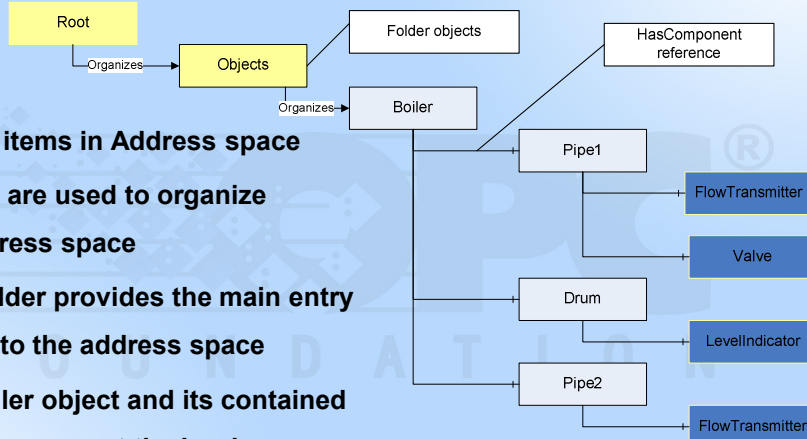 Root
Folder objects
HasComponent
reference
Organizes
Objects
Organizes
Boiler
items in Address space
Pipe1
are used to organize
FlowTransmitter
ress space
Valve
lder provides the main entry
Drum
to the address space
LevelIndicator
OUNDATION
Pipe2
ler object and its contained
FlowTransmitter
OPC
®